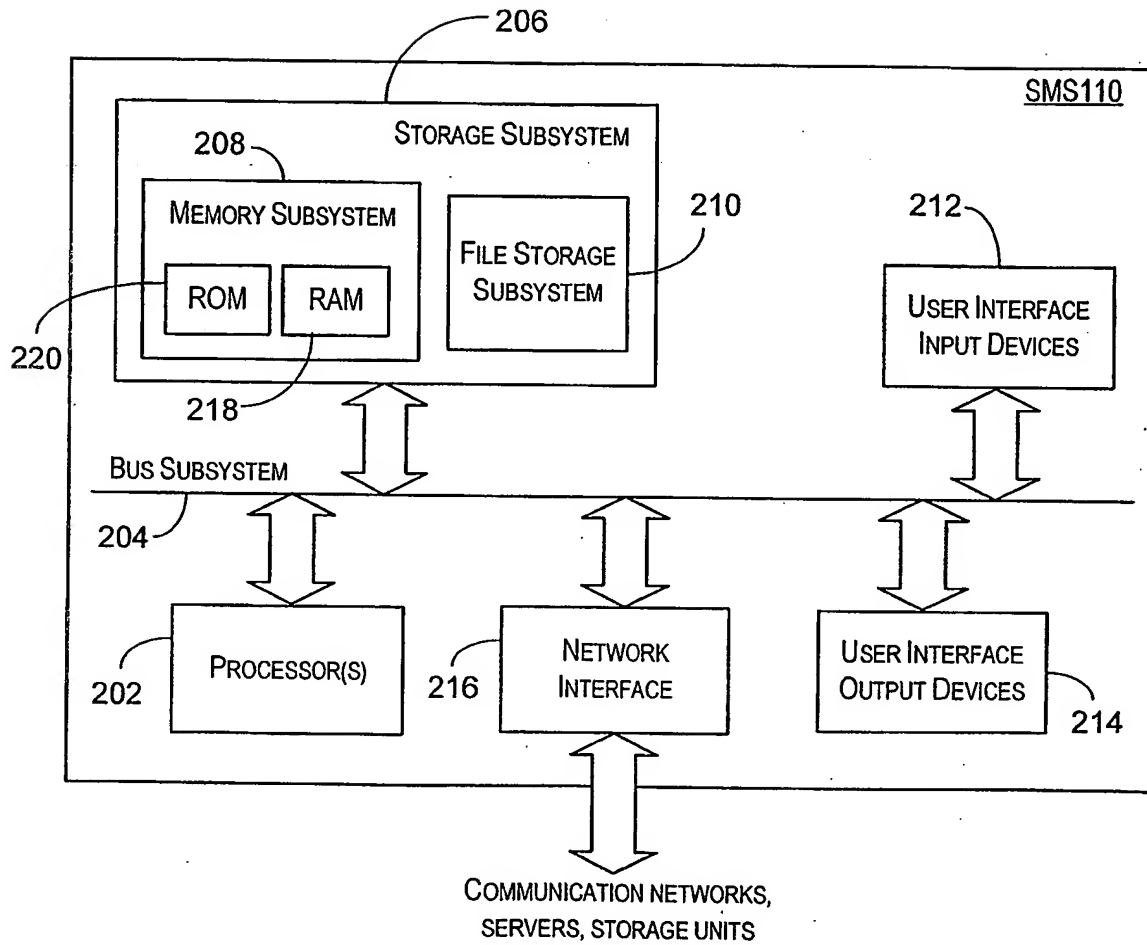 206
SMS110
STORAGE SUBSYSTEM
208
MEMORY SUBSYSTEM
210
FILE STORAGE
SUBSYSTEM
ROM
RAM
220
218
212
USER INTERFACE
INPUT DEVICES
BUS SUBSYSTEM
204
PROCESSOR(S)
202
NETWORK
INTERFACE
216
USER INTERFACE
OUTPUT DEVICES
214
COMMUNICATION NETWORKS,
SERVERS, STORAGE UNITS